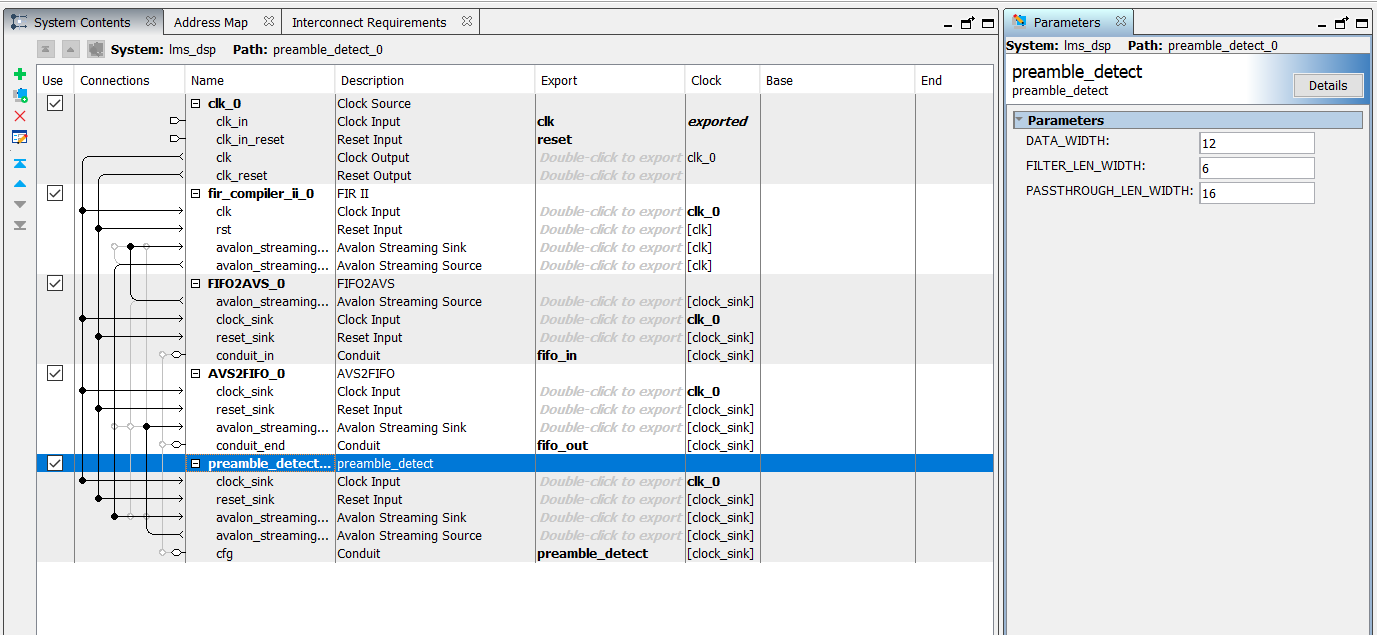 System Contents Address Map Interconnect Requirements
System: lms_dsp Path: preamble_detect_0
Use Connections Name Description Export Clock Base End
clk_0 Clock Source
clk_in Clock Input clk exported
clk_in_reset Reset Input reset
clk Clock Output Double-click to export clk_0
clk_reset Reset Output Double-click to export
fir_compiler_ii_0 FIR II
clk Clock Input Double-click to export clk_0
rst Reset Input Double-click to export [clk]
avalon_streaming... Avalon Streaming Sink Double-click to export [clk]
avalon_streaming... Avalon Streaming Source Double-click to export [clk]
FIFO2AVS_0 FIFO2AVS
avalon_streaming... Avalon Streaming Source Double-click to export [clock_sink]
clock_sink Clock Input Double-click to export clk_0
reset_sink Reset Input Double-click to export [clock_sink]
conduit_in Conduit fifo_in [clock_sink]
AVS2FIFO_0 AVS2FIFO
clock_sink Clock Input Double-click to export clk_0
reset_sink Reset Input Double-click to export [clock_sink]
avalon_streaming... Avalon Streaming Sink Double-click to export [clock_sink]
conduit_end Conduit fifo_out [clock_sink]
preamble_detect... preamble_detect
clock_sink Clock Input Double-click to export clk_0
reset_sink Reset Input Double-click to export [clock_sink]
avalon_streaming... Avalon Streaming Sink Double-click to export [clock_sink]
avalon_streaming... Avalon Streaming Source Double-click to export [clock_sink]
cfg Conduit preamble_detect [clock_sink]
Parameters
System: lms_dsp Path: preamble_detect_0
preamble_detect
preamble_detect
Details
Parameters
DATA_WIDTH: 12
FILTER_LEN_WIDTH: 6
PASSTHROUGH_LEN_WIDTH: 16